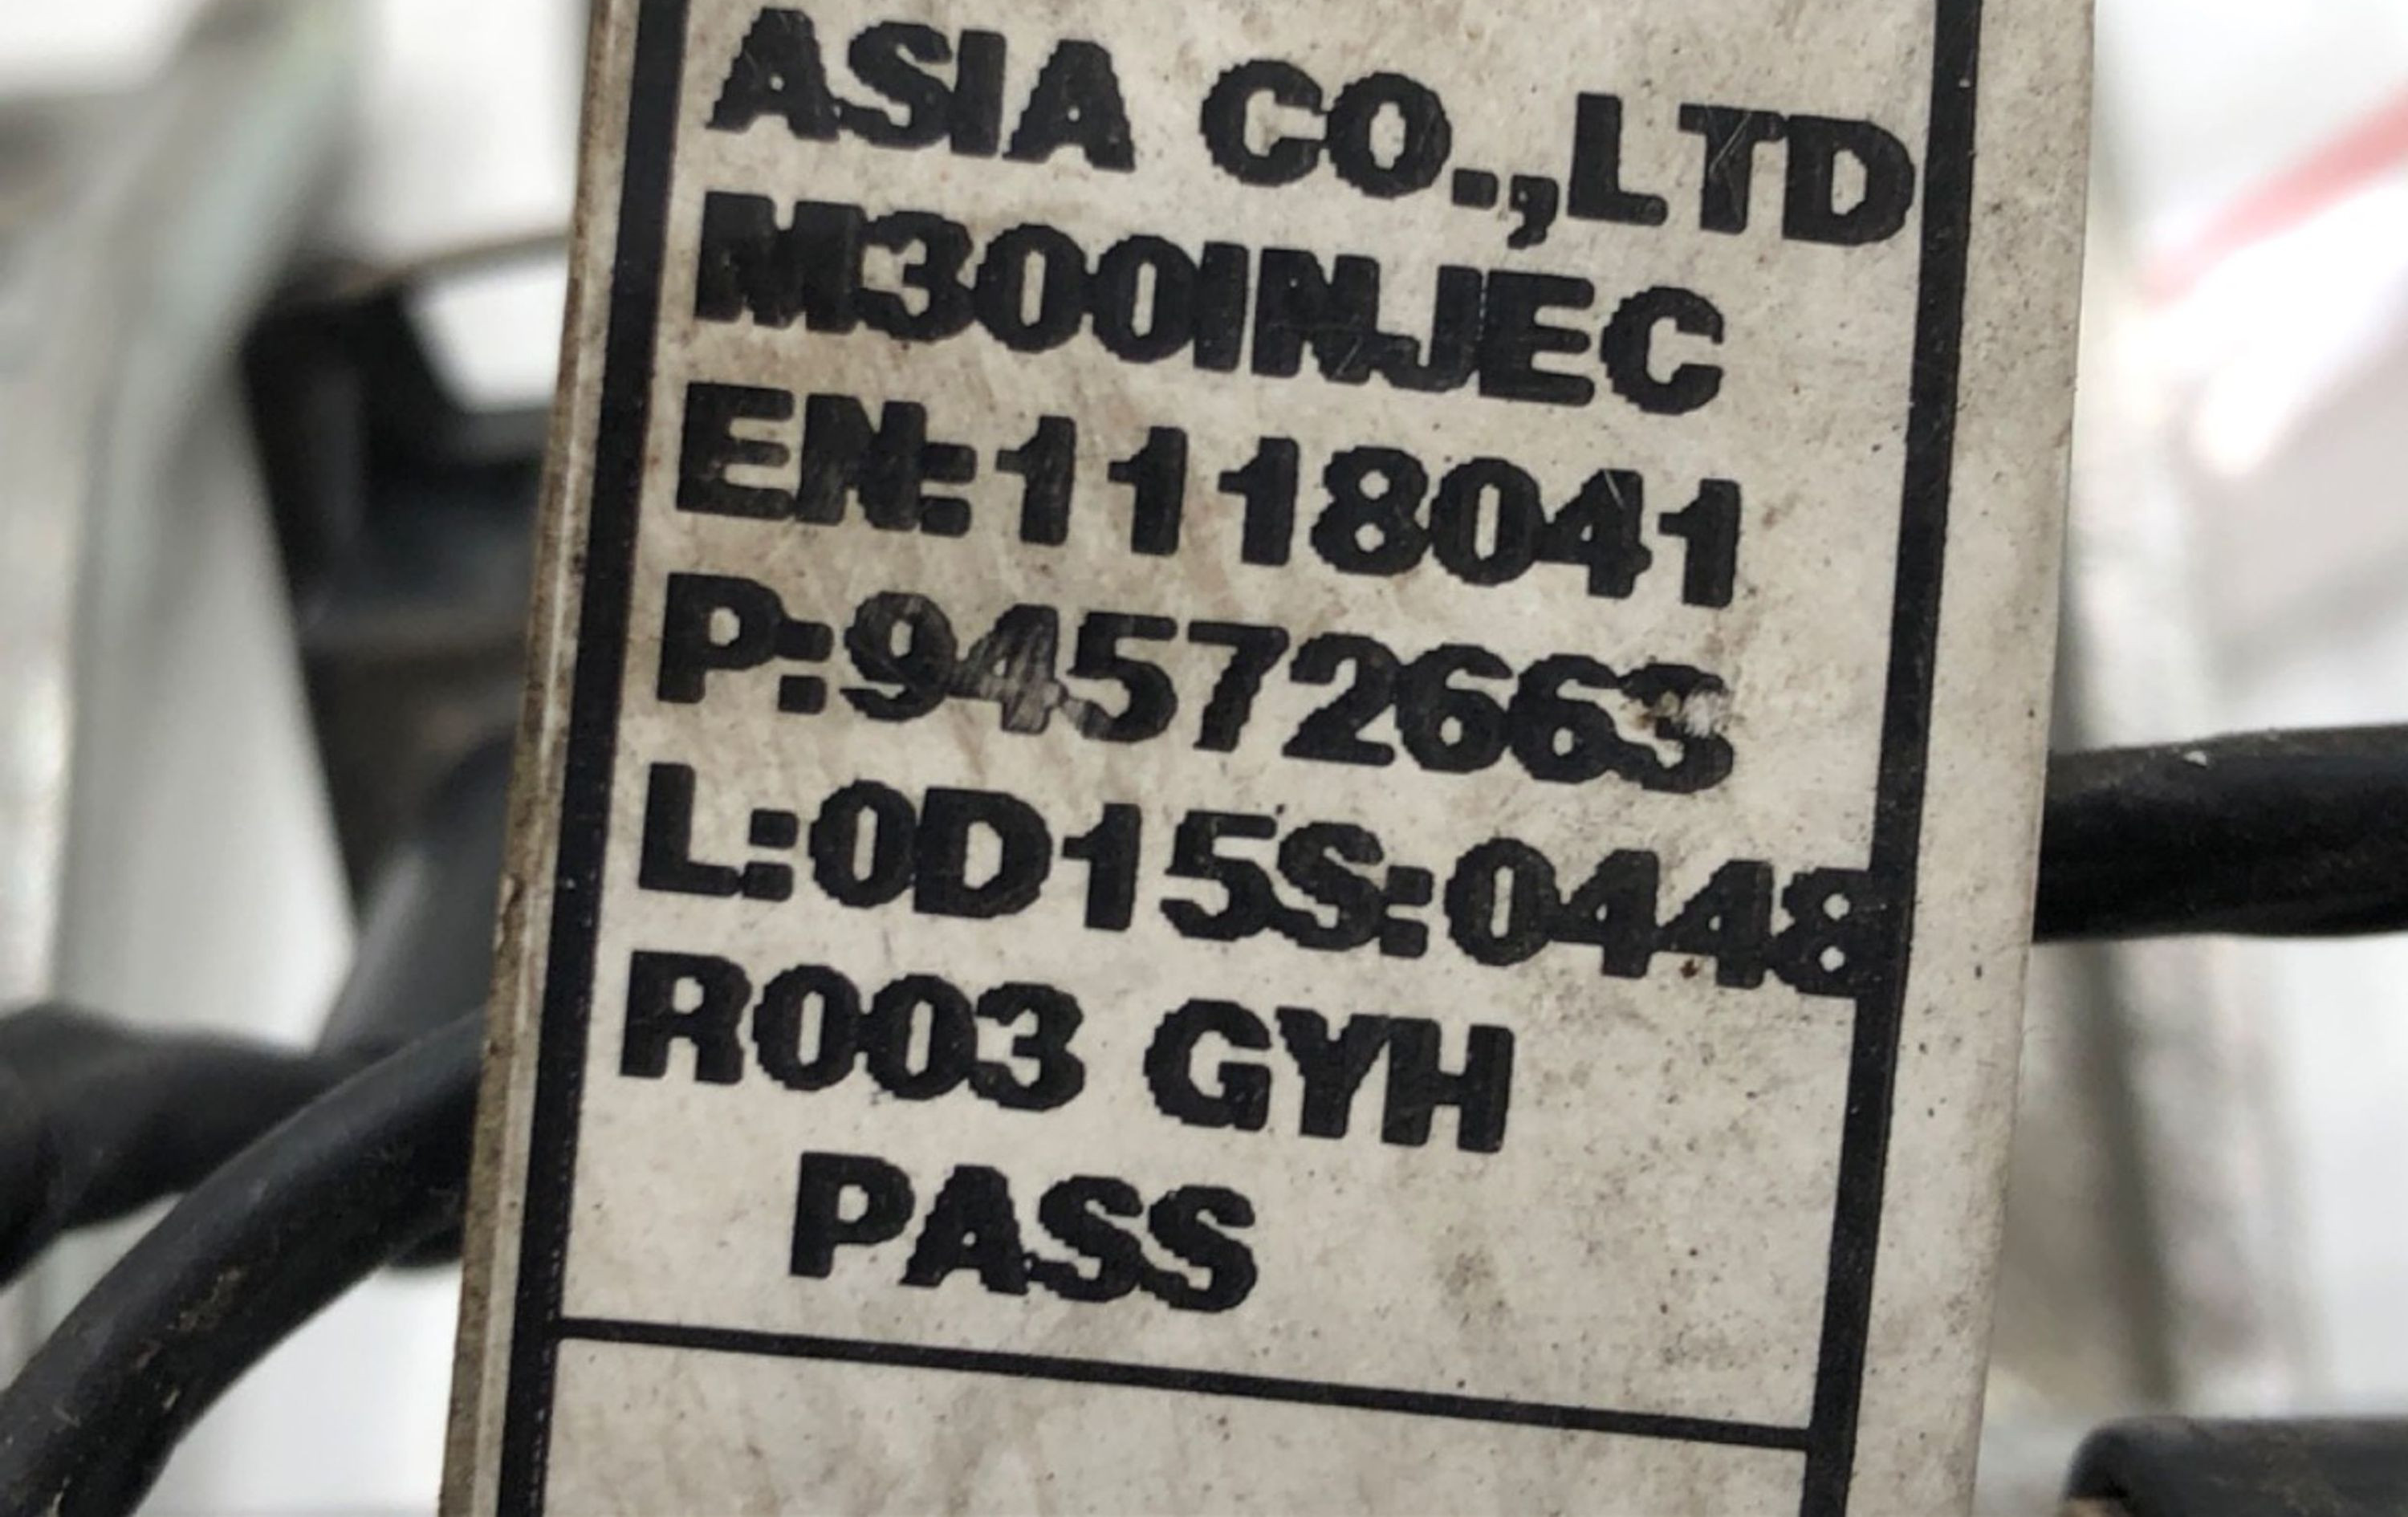 ASIA CO.,LTD
M300INJEC
EN:1118041
P:94572663
L:0D15S:0448
R003 GYH
PASS